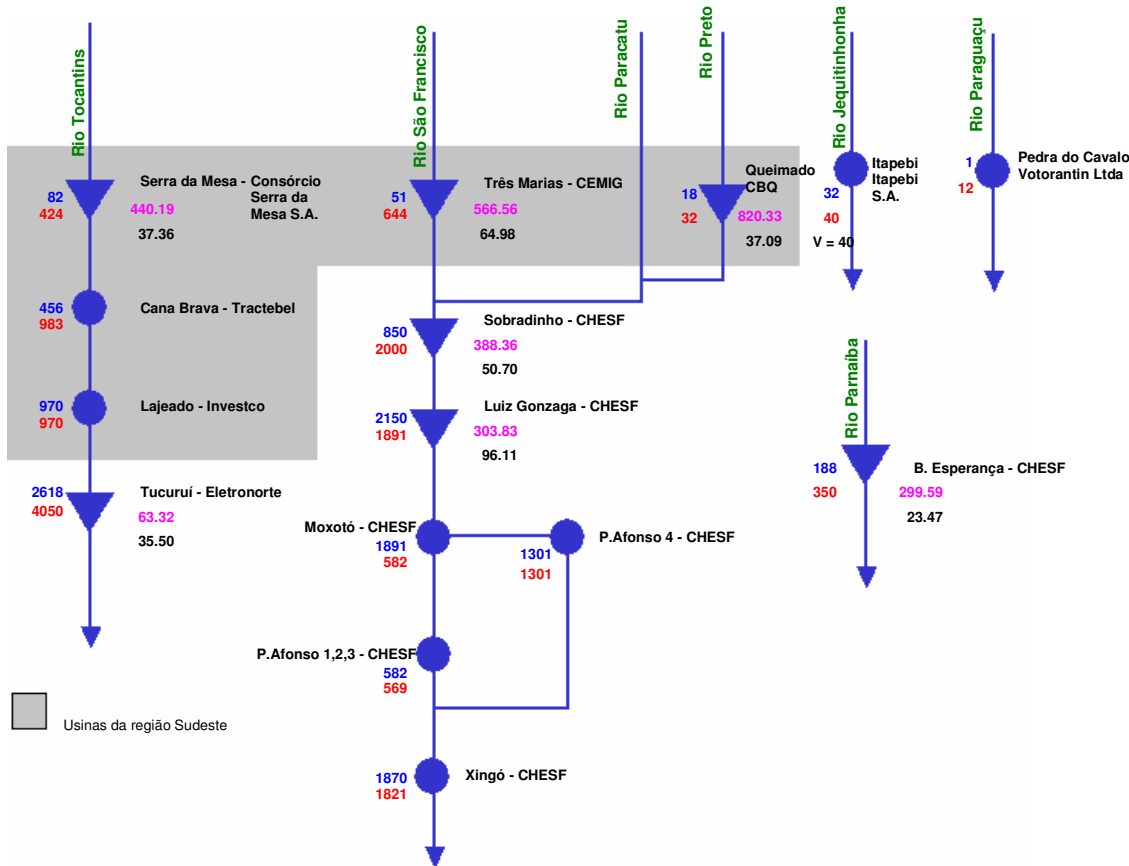 Rio Tocantins
Serra da Mesa - Consórcio
Serra da
Mesa S.A.
82
424
440.19
37.36
Cana Brava - Tractebel
456
983
Lajeado - Investco
970
970
Tucuruí - Eletronorte
2618
4050
63.32
35.50
Usinas da região Sudeste
Rio São Francisco
Três Marias - CEMIG
51
644
566.56
64.98
Rio Paracatu
Rio Preto
Queimado
CBQ
18
32
820.33
37.09
Sobradinho - CHESF
850
2000
388.36
50.70
Luiz Gonzaga - CHESF
2150
1891
303.83
96.11
Moxotó - CHESF
1891
582
P.Afonso 4 - CHESF
1301
1301
P.Afonso 1,2,3 - CHESF
582
569
Xingó - CHESF
1870
1821
Rio Jequitinhonha
Itapebi
Itapebi
S.A.
32
40
V = 40
Rio Paraguaçu
Pedra do Cavalo
Votorantin Ltda
1
12
Rio Parnaíba
B. Esperança - CHESF
188
350
299.59
23.47